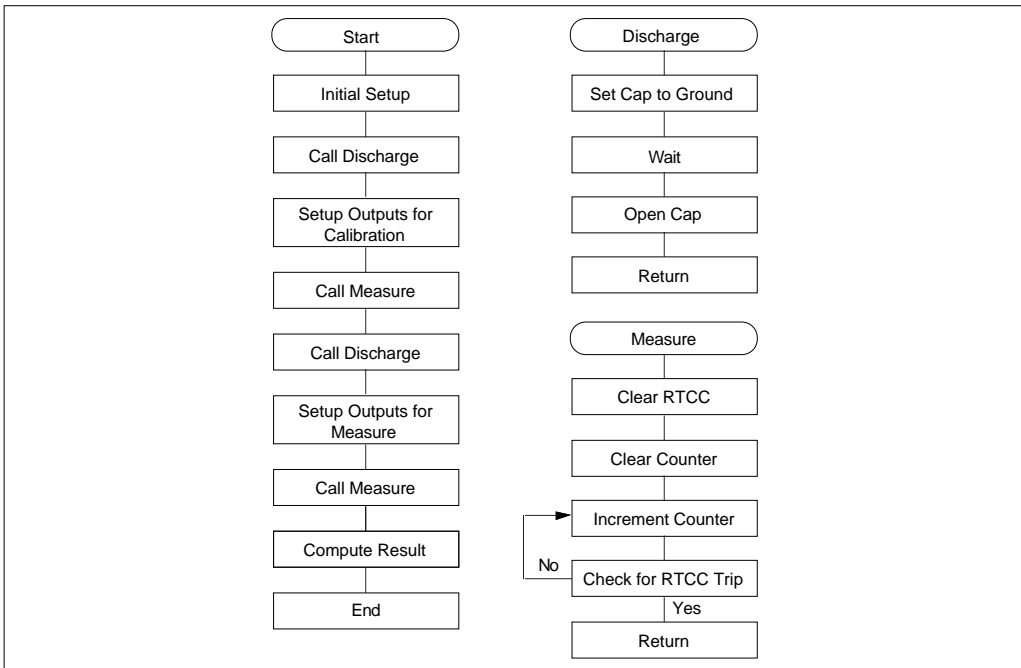 Start
Initial Setup
Call Discharge
Setup Outputs for
Calibration
Call Measure
Call Discharge
Setup Outputs for
Measure
Call Measure
Compute Result
End
Discharge
Set Cap to Ground
Wait
Open Cap
Return
Measure
Clear RTCC
Clear Counter
Increment Counter
No
Check for RTCC Trip
Yes
Return